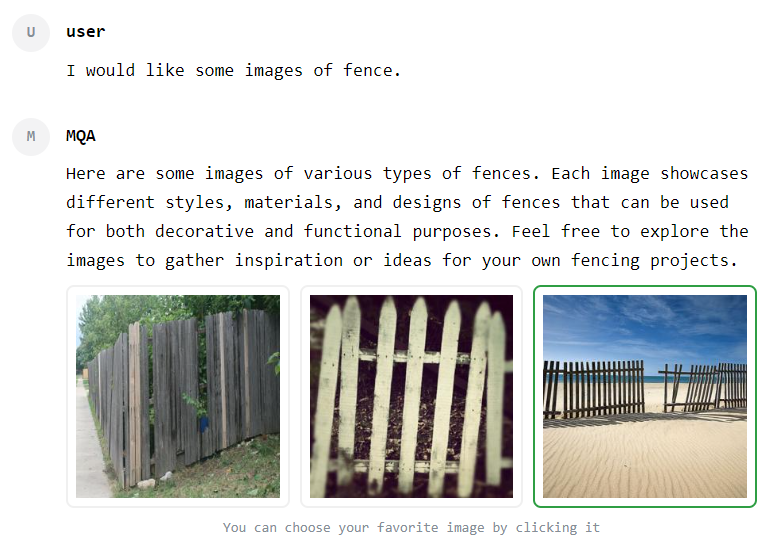 U
user
I would like some images of fence.
M
MQA
Here are some images of various types of fences. Each image showcases
different styles, materials, and designs of fences that can be used
for both decorative and functional purposes. Feel free to explore the
images to gather inspiration or ideas for your own fencing projects.
You can choose your favorite image by clicking it